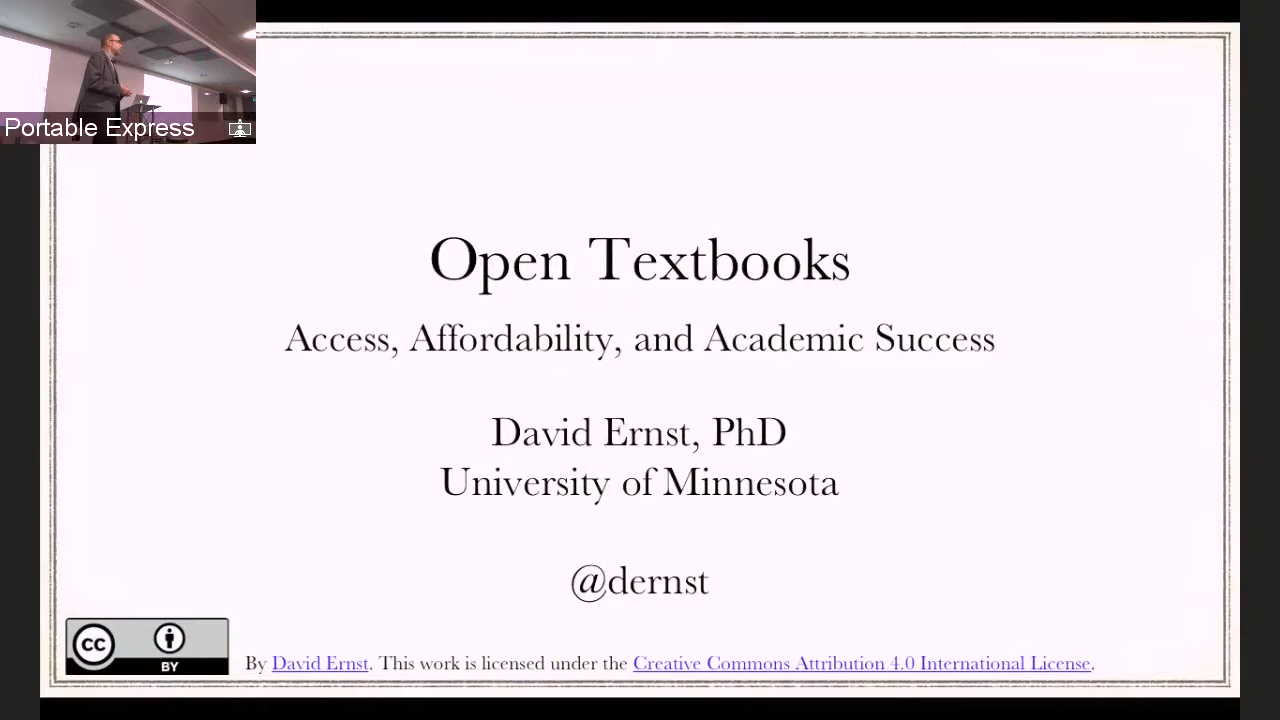 Portable Express
Open Textbooks
Access, Affordability, and Academic Success
David Ernst, PhD
University of Minnesota
@dernst
CC
BY
By David Ernst. This work is licensed under the Creative Commons Attribution 4.0 International License.